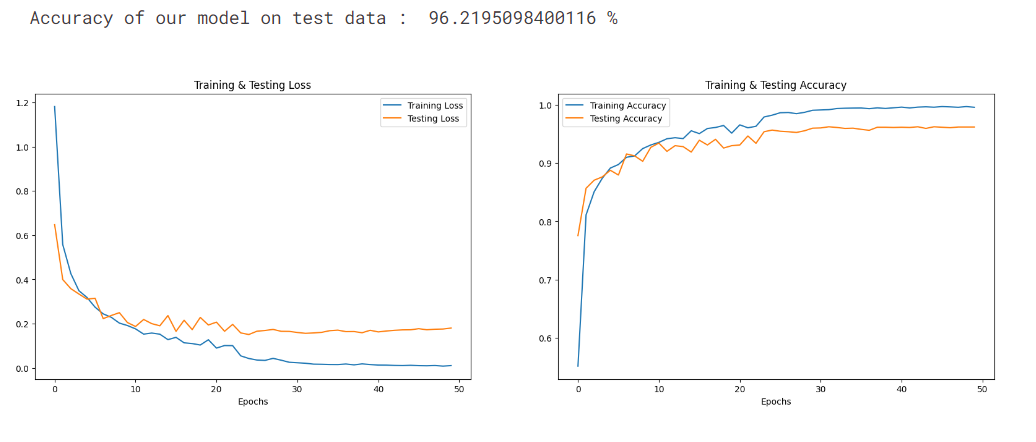 Accuracy of our model on test data :  96.2195098400116 %
Training & Testing Loss
Training Loss
Testing Loss
1.2
1.0
0.8
0.6
0.4
0.2
0.0
0 10 20 30 40 50
Epochs
Training & Testing Accuracy
Training Accuracy
Testing Accuracy
1.0
0.9
0.8
0.7
0.6
0 10 20 30 40 50
Epochs